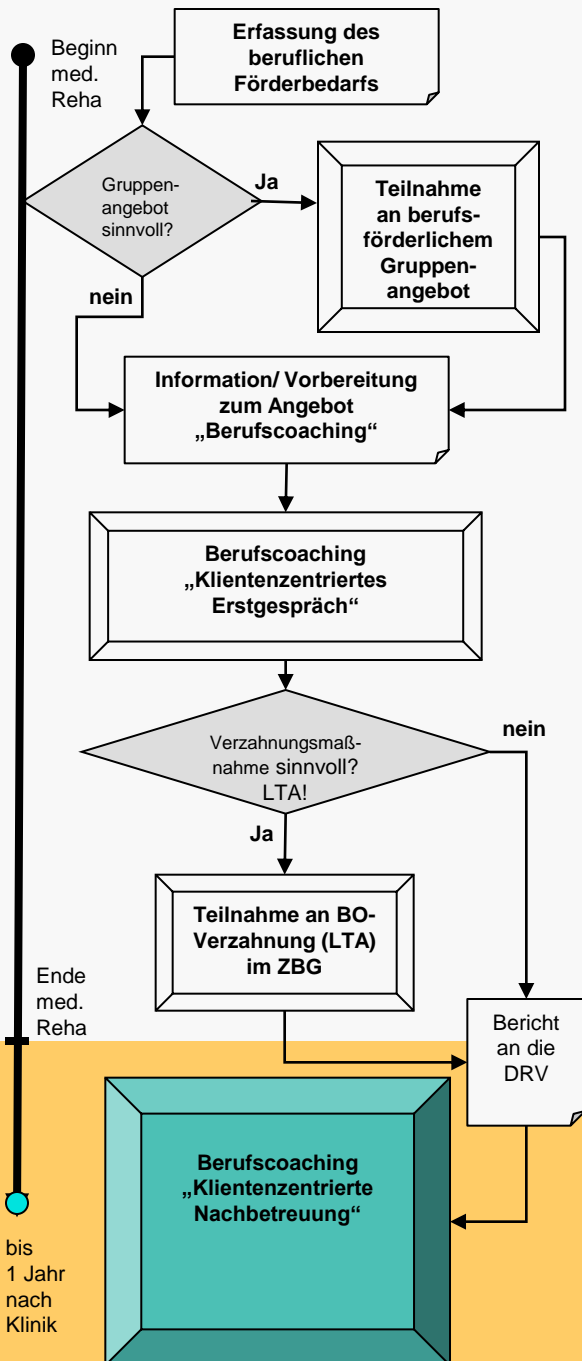 Beginn
med.
Reha
Erfassung des
beruflichen
Förderbedarfs
Gruppen-
angebot
sinnvoll?
Ja
Teilnahme
an berufs-
förderlichem
Gruppen-
angebot
nein
Information/ Vorbereitung
zum Angebot
„Berufscoaching“
Berufscoaching
„Klientenzentriertes
Erstgespräch“
Verzahnungsmaß-
nahme sinnvoll?
LTA!
nein
Ja
Teilnahme an BO-
Verzahnung (LTA)
im ZBG
Ende
med.
Reha
Bericht
an die
DRV
Berufscoaching
„Klientenzentrierte
Nachbetreuung“
bis
1 Jahr
nach
Klinik